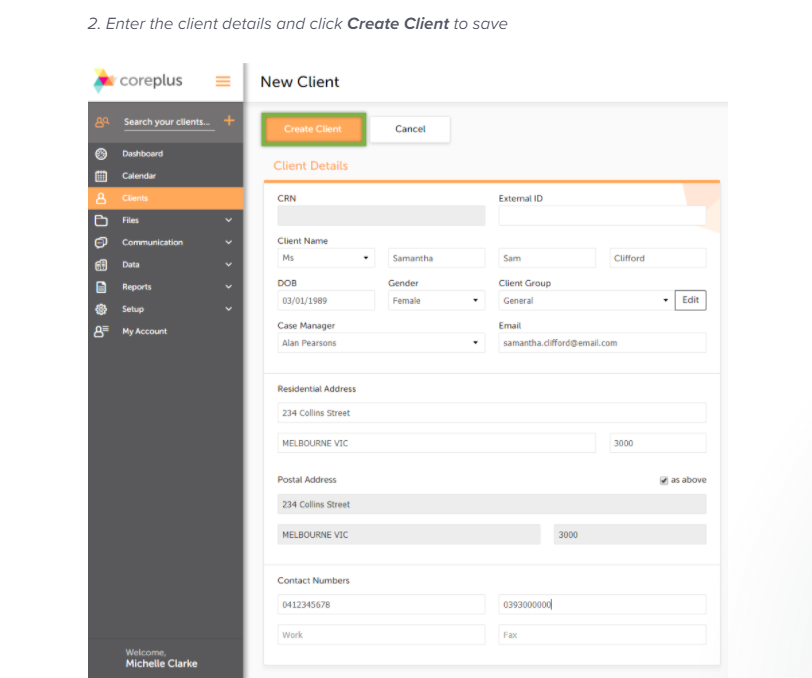 2. Enter the client details and click Create Client to save
coreplus
New Client
Search your clients... +
Create Client Cancel
Dashboard
Client Details
Calendar
Clients
CRN External ID
Files
Communication
Client Name
Ms Samantha Sam Clifford
Data
DOB Gender Client Group
Reports
03/01/1989 Female General Edit
Setup
Case Manager Email
My Account
Alan Pearsons samantha.clifford@email.com
Residential Address
234 Collins Street
MELBOURNE VIC 3000
Postal Address as above
234 Collins Street
MELBOURNE VIC 3000
Contact Numbers
0412345678 0393000000
Work Fax
Welcome,
Michelle Clarke